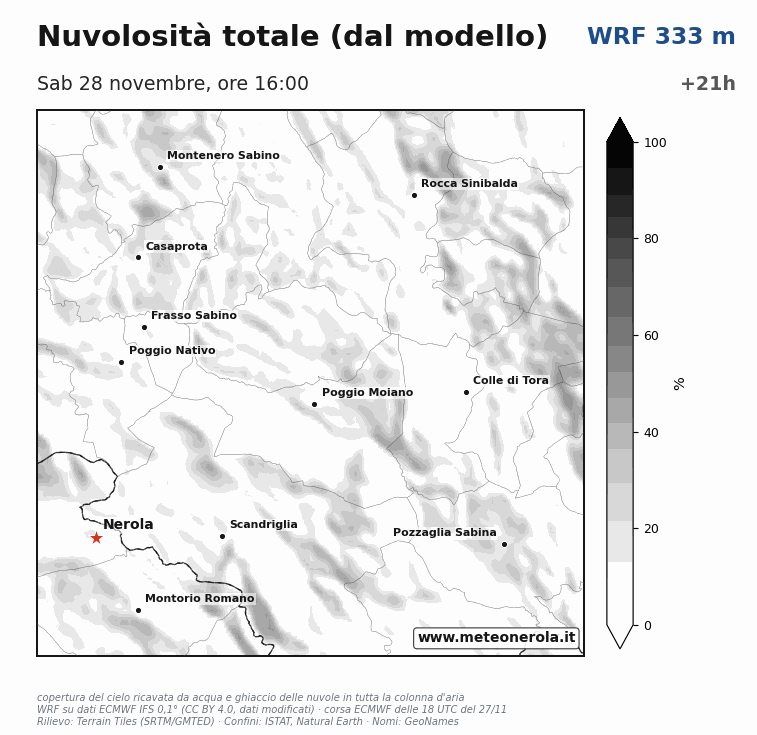 Nuvolosità totale (dal modello)
WRF 333 m
Sab 28 novembre, ore 16:00
+21h
Montenero Sabino
Rocca Sinibalda
Casaprota
Frasso Sabino
Poggio Nativo
Colle di Tora
Poggio Moiano
Nerola
Scandriglia
Pozzaglia Sabina
Montorio Romano
www.meteonerola.it
100
80
60
40
20
0
%
copertura del cielo ricavata da acqua e ghiaccio delle nuvole in tutta la colonna d'aria
WRF su dati ECMWF IFS 0,1° (CC BY 4.0, dati modificati) · corsa ECMWF delle 18 UTC del 27/11
Rilievo: Terrain Tiles (SRTM/GMTED) · Confini: ISTAT, Natural Earth · Nomi: GeoNames